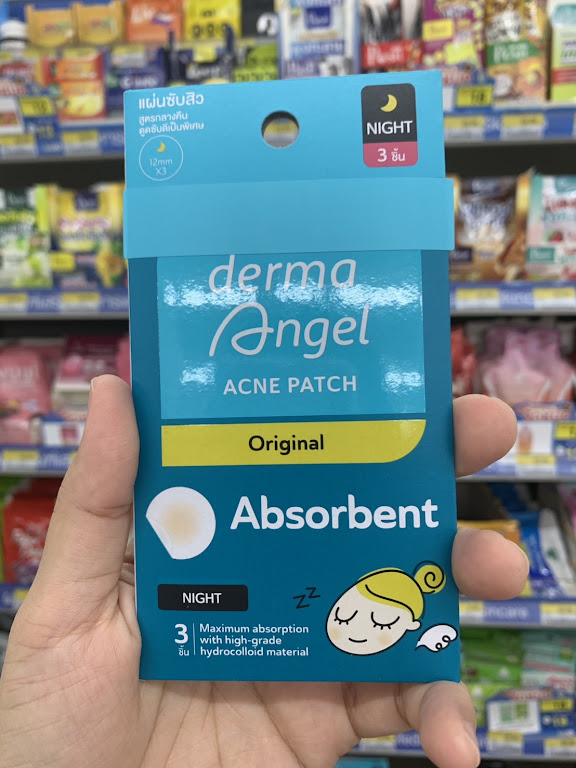 แผ่นซับสิว
สูตรกลางคืน
ดูดซับดีเป็นพิเศษ
12mm
X3
NIGHT
3 ชิ้น
derma
Angel
ACNE PATCH
Original
Absorbent
NIGHT
zz
3
ชิ้น
Maximum absorption
with high-grade
hydrocolloid material